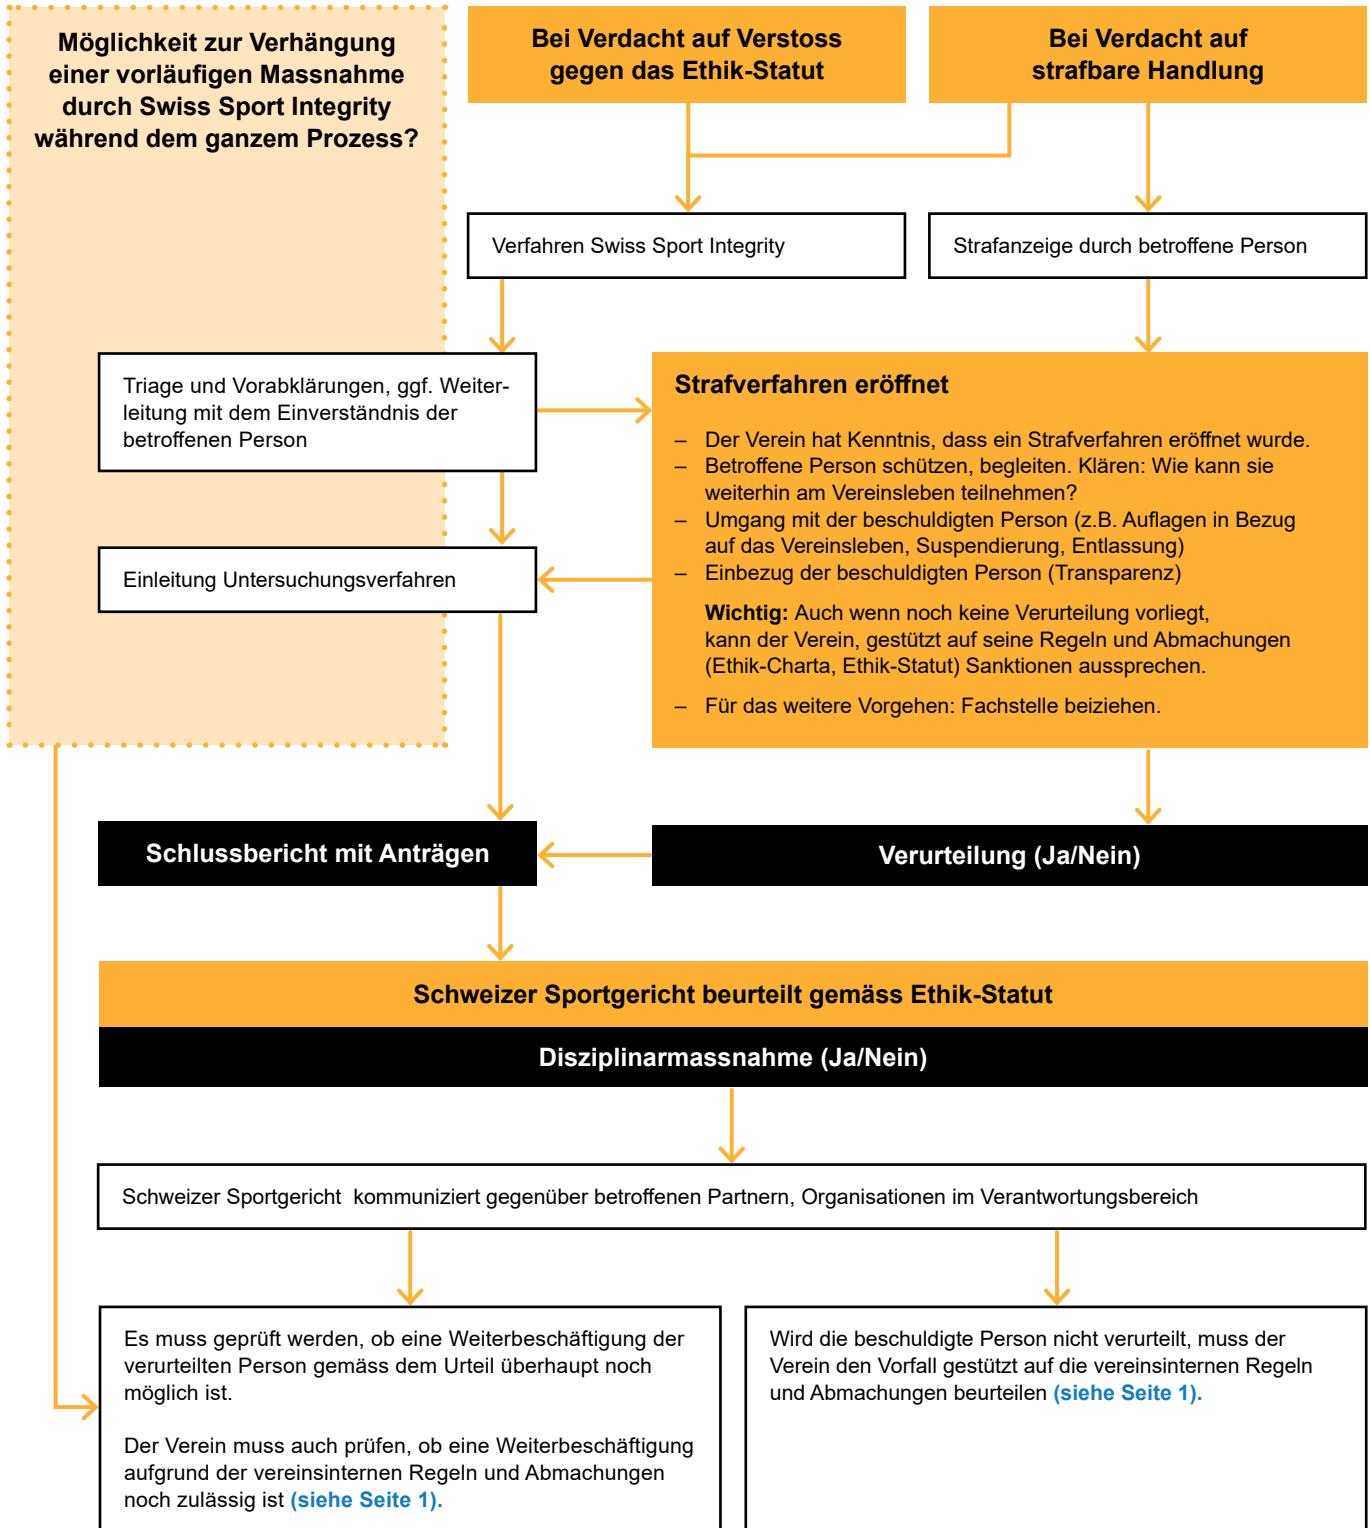 Möglichkeit zur Verhängung
einer vorläufigen Massnahme
durch Swiss Sport Integrity
während dem ganzem Prozess?
Bei Verdacht auf Verstoss
gegen das Ethik-Statut
Bei Verdacht auf
strafbare Handlung
Verfahren Swiss Sport Integrity
Strafanzeige durch betroffene Person
Triage und Vorabklärungen, ggf. Weiter-
leitung mit dem Einverständnis der
betroffenen Person
Strafverfahren eröffnet
– Der Verein hat Kenntnis, dass ein Strafverfahren eröffnet wurde.
– Betroffene Person schützen, begleiten. Klären: Wie kann sie
weiterhin am Vereinsleben teilnehmen?
– Umgang mit der beschuldigten Person (z.B. Auflagen in Bezug
auf das Vereinsleben, Suspendierung, Entlassung)
– Einbezug der beschuldigten Person (Transparenz)
Wichtig: Auch wenn noch keine Verurteilung vorliegt,
kann der Verein, gestützt auf seine Regeln und Abmachungen
(Ethik-Charta, Ethik-Statut) Sanktionen aussprechen.
– Für das weitere Vorgehen: Fachstelle beiziehen.
Einleitung Untersuchungsverfahren
Schlussbericht mit Anträgen
Verurteilung (Ja/Nein)
Schweizer Sportgericht beurteilt gemäss Ethik-Statut
Disziplinarmassnahme (Ja/Nein)
Schweizer Sportgericht kommuniziert gegenüber betroffenen Partnern, Organisationen im Verantwortungsbereich
Es muss geprüft werden, ob eine Weiterbeschäftigung der
verurteilten Person gemäss dem Urteil überhaupt noch
möglich ist.
Der Verein muss auch prüfen, ob eine Weiterbeschäftigung
aufgrund der vereinsinternen Regeln und Abmachungen
noch zulässig ist (siehe Seite 1).
Wird die beschuldigte Person nicht verurteilt, muss der
Verein den Vorfall gestützt auf die vereinsinternen Regeln
und Abmachungen beurteilen (siehe Seite 1).